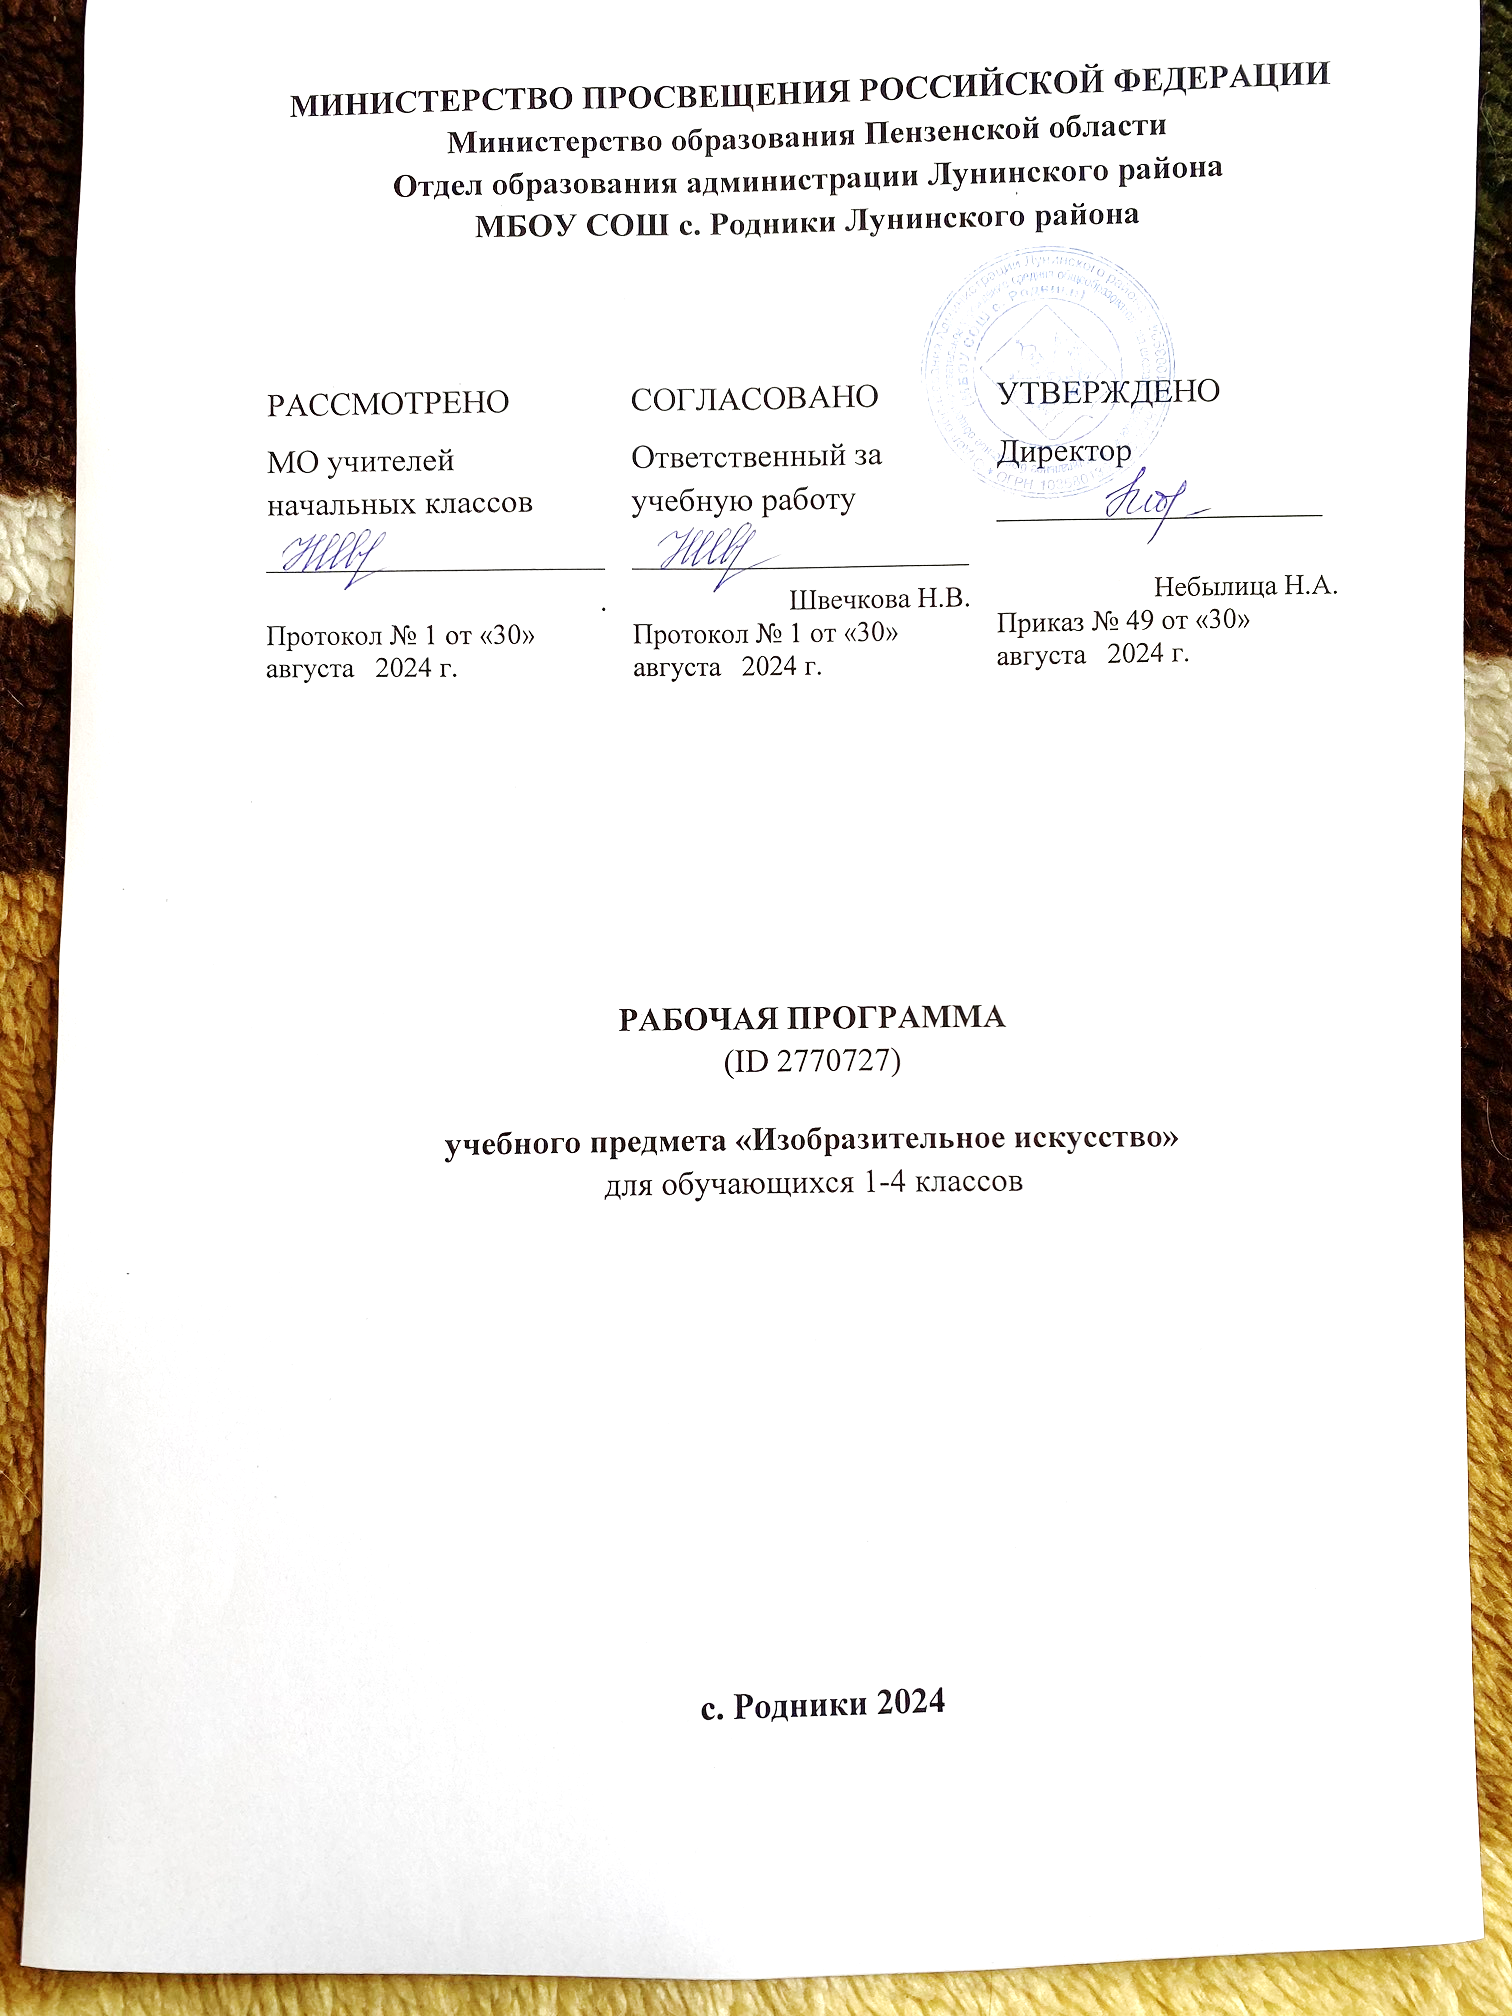 МИНИСТЕРСТВО ПРОСВЕЩЕНИЯ РОССИЙСКОЙ ФЕДЕРАЦИИ
Министерство образования Пензенской области
Отдел образования администрации Лунинского района
МБОУ СОШ с. Родники Лунинского района
РАССМОТРЕНО
МО учителей
начальных классов
.
Протокол № 1 от «30»
августа 2024 г.
СОГЛАСОВАНО
Ответственный за
учебную работу
Швечкова Н.В.
Протокол № 1 от «30»
августа 2024 г.
УТВЕРЖДЕНО
Директор
Небылица Н.А.
Приказ № 49 от «30»
августа 2024 г.
РАБОЧАЯ ПРОГРАММА
(ID 2770727)
учебного предмета «Изобразительное искусство»
для обучающихся 1-4 классов
с. Родники 2024